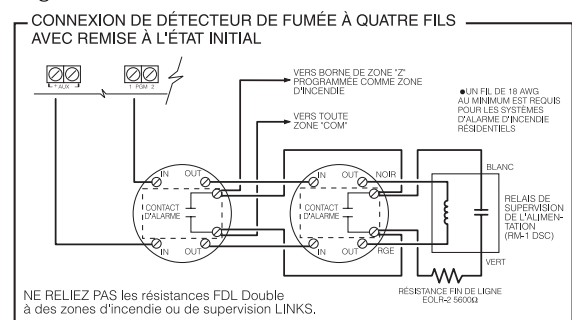 CONNEXION DE DÉTECTEUR DE FUMÉE À QUATRE FILS
AVEC REMISE À L'ÉTAT INITIAL
+ AUX -
1 PGM 2
VERS BORNE DE ZONE "Z"
PROGRAMMÉE COMME ZONE
D'INCENDIE
VERS TOUTE
ZONE "COM"
●UN FIL DE 18 AWG
AU MINIMUM EST REQUIS
POUR LES SYSTÈMES
D'ALARME D'INCENDIE
RÉSIDENTIELS
IN OUT
IN OUT
NOIR
BLANC
CONTACT
D'ALARME
CONTACT
D'ALARME
RELAIS DE
SUPERVISION
DE L'ALIMEN-
TATION
(RM-1 DSC)
IN OUT
IN OUT
RGE
VERT
RÉSISTANCE FIN DE LIGNE
EOLR-2 5600Ω
NE RELIEZ PAS les résistances FDL Double
à des zones d'incendie ou de supervision LINKS.